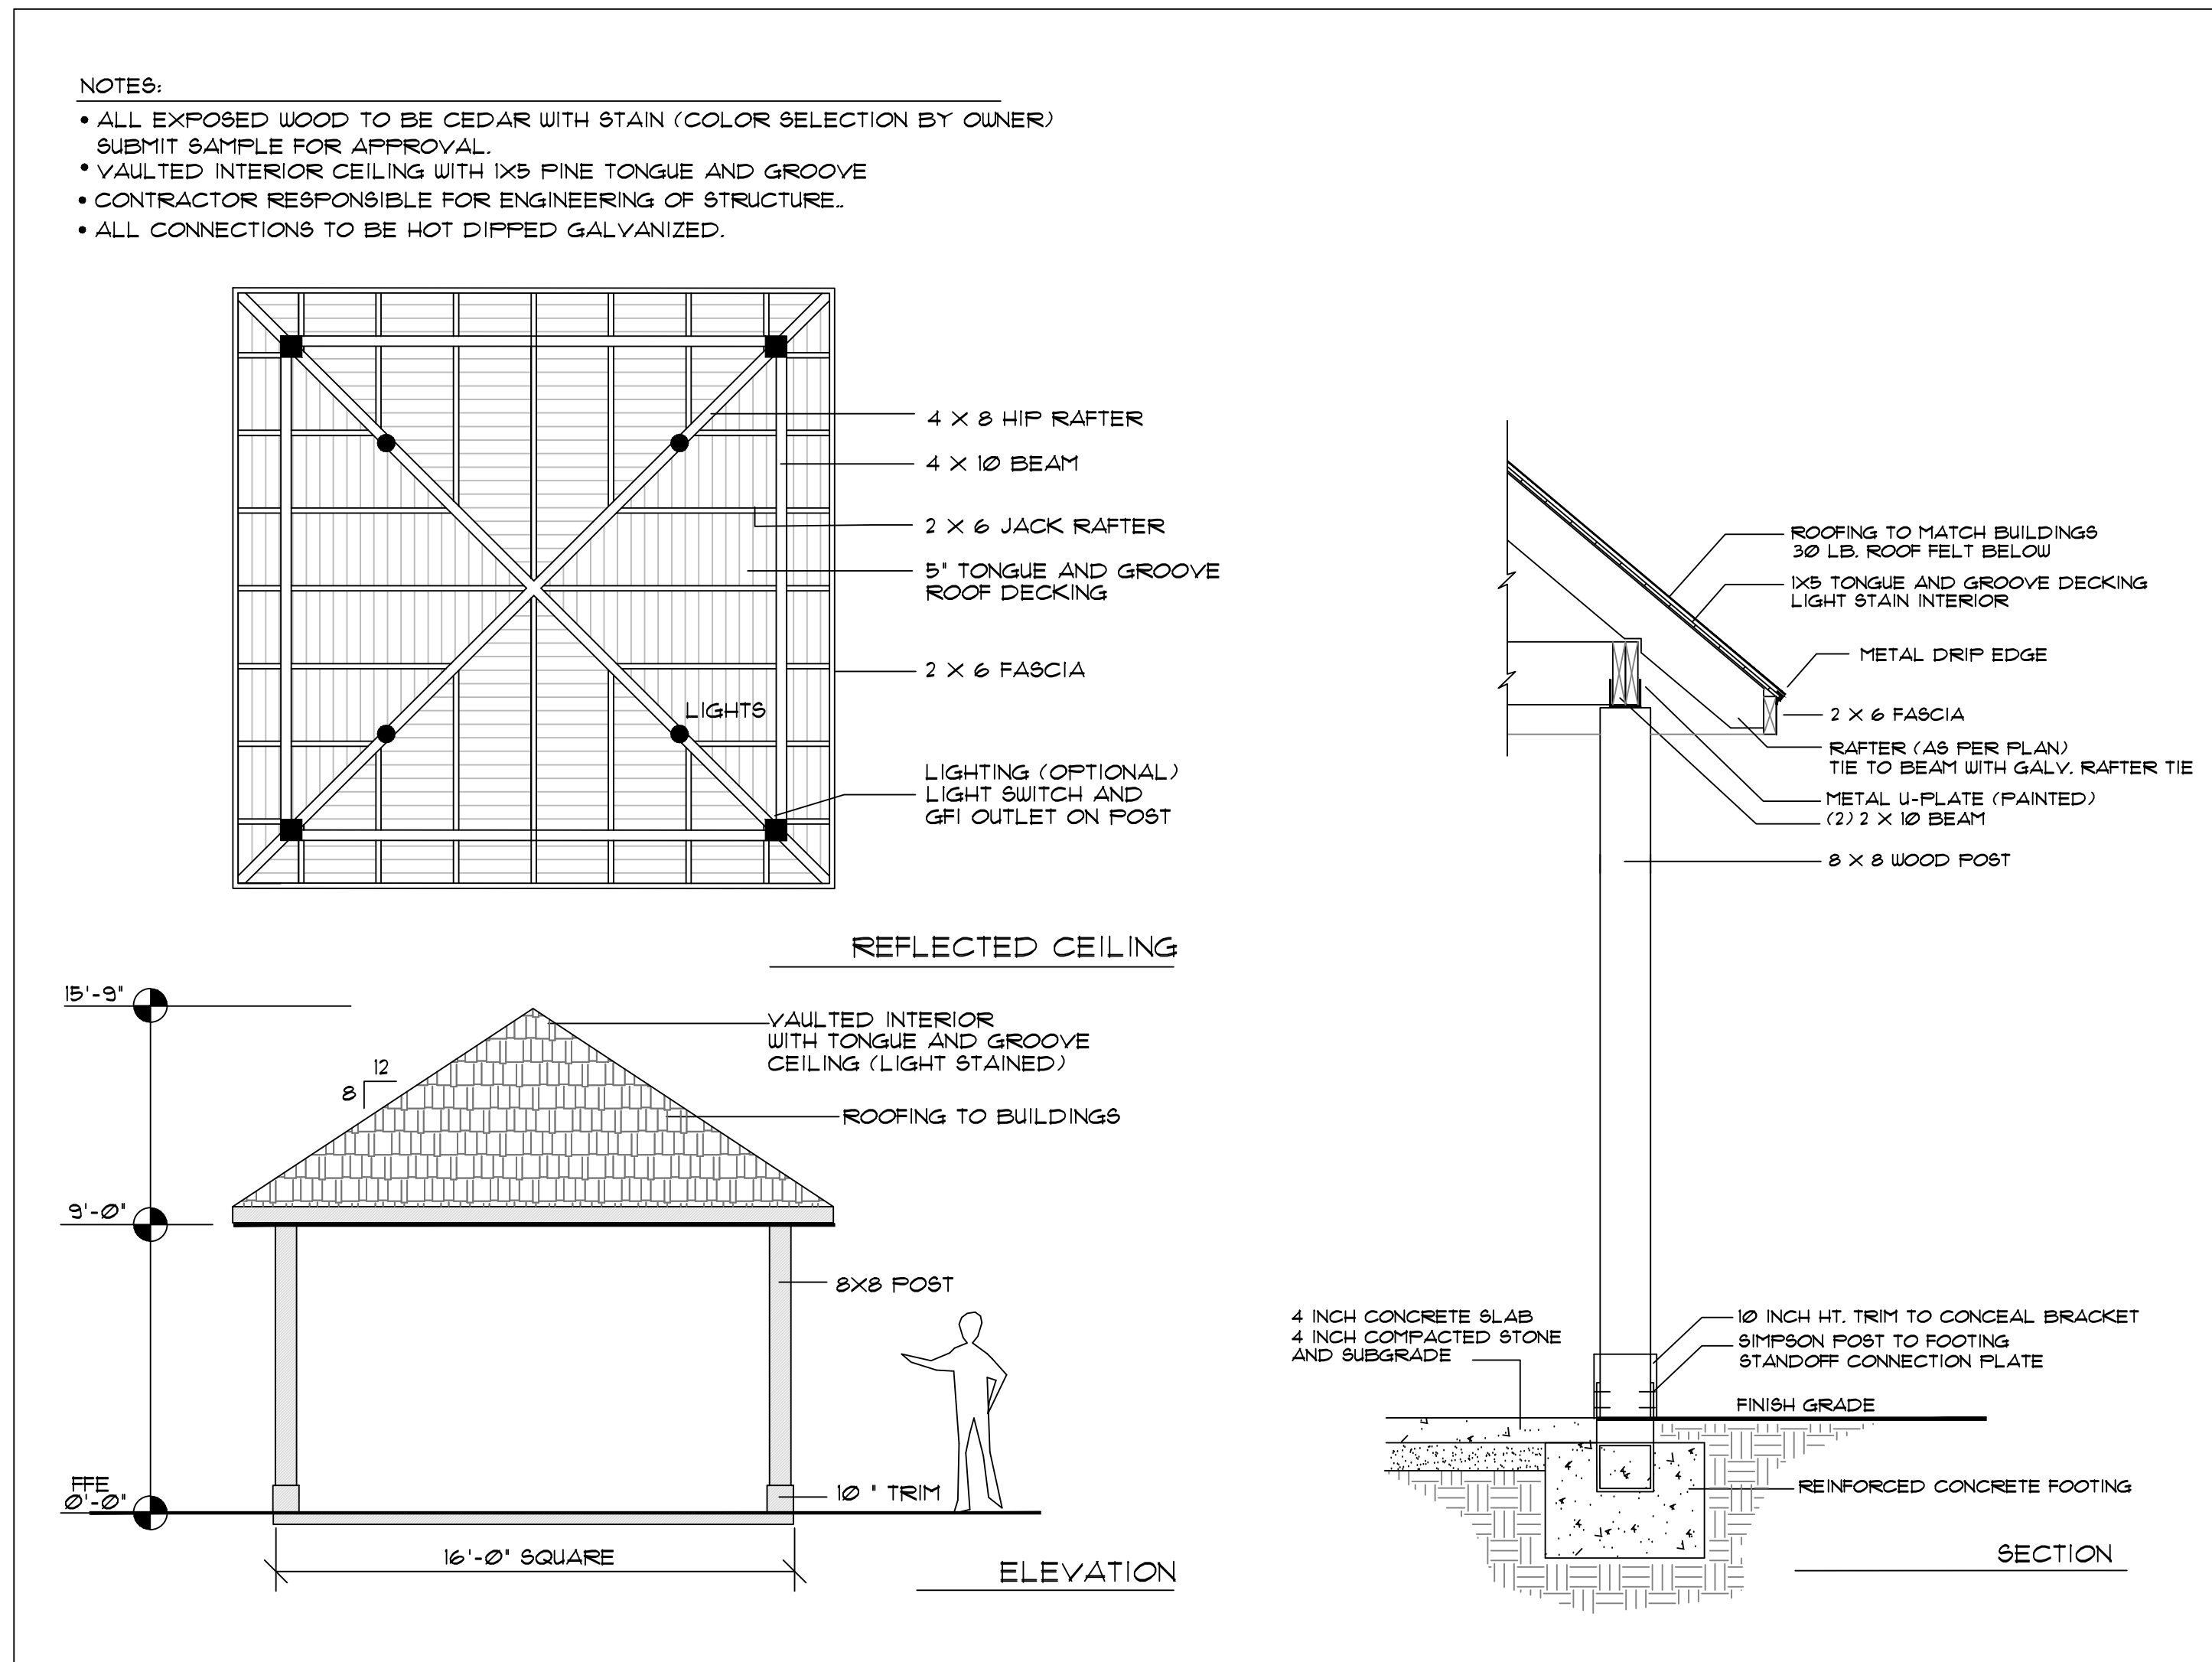 NOTES:
• ALL EXPOSED WOOD TO BE CEDAR WITH STAIN (COLOR SELECTION BY OWNER)
SUBMIT SAMPLE FOR APPROVAL.
• VAULTED INTERIOR CEILING WITH 1X5 PINE TONGUE AND GROOVE
• CONTRACTOR RESPONSIBLE FOR ENGINEERING OF STRUCTURE..
• ALL CONNECTIONS TO BE HOT DIPPED GALVANIZED.
4 X 8 HIP RAFTER
4 X 10 BEAM
2 X 6 JACK RAFTER
5" TONGUE AND GROOVE
ROOF DECKING
2 X 6 FASCIA
LIGHTS
LIGHTING (OPTIONAL)
LIGHT SWITCH AND
GFI OUTLET ON POST
REFLECTED CEILING
15'-9"
VAULTED INTERIOR
WITH TONGUE AND GROOVE
CEILING (LIGHT STAINED)
12
8
ROOFING TO BUILDINGS
9'-0"
8X8 POST
FFE
0'-0"
10 " TRIM
16'-0" SQUARE
ELEVATION
ROOFING TO MATCH BUILDINGS
30 LB. ROOF FELT BELOW
1X5 TONGUE AND GROOVE DECKING
LIGHT STAIN INTERIOR
METAL DRIP EDGE
2 X 6 FASCIA
RAFTER (AS PER PLAN)
TIE TO BEAM WITH GALV. RAFTER TIE
METAL U-PLATE (PAINTED)
(2) 2 X 10 BEAM
8 X 8 WOOD POST
4 INCH CONCRETE SLAB
4 INCH COMPACTED STONE
AND SUBGRADE
10 INCH HT. TRIM TO CONCEAL BRACKET
SIMPSON POST TO FOOTING
STANDOFF CONNECTION PLATE
FINISH GRADE
REINFORCED CONCRETE FOOTING
SECTION